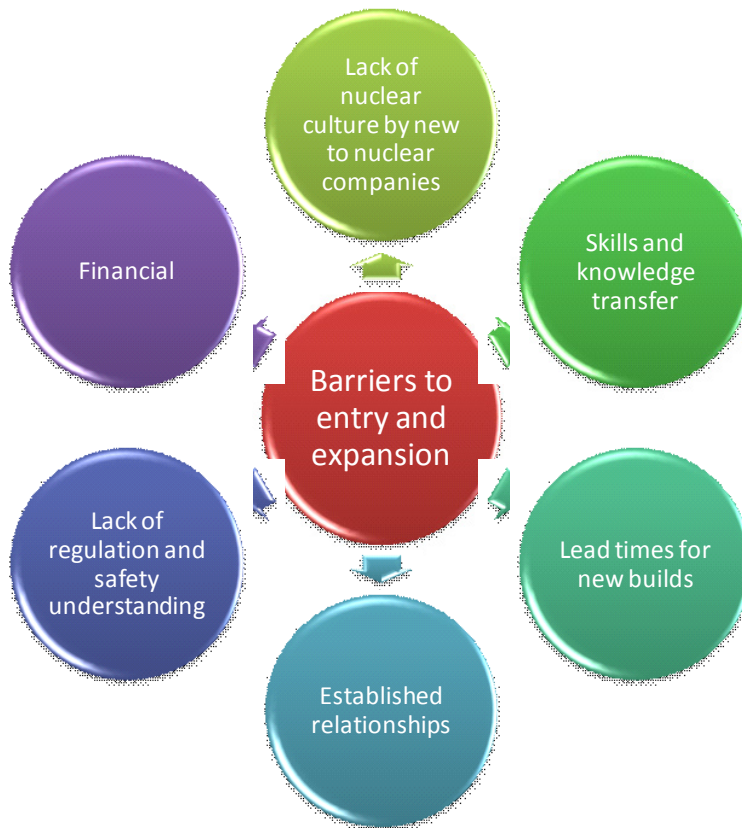 Lack of
nuclear
culture by new
to nuclear
companies
Skills and
knowledge
transfer
Lead times for
new builds
Established
relationships
Lack of
regulation and
safety
understanding
Financial
Barriers to
entry and
expansion